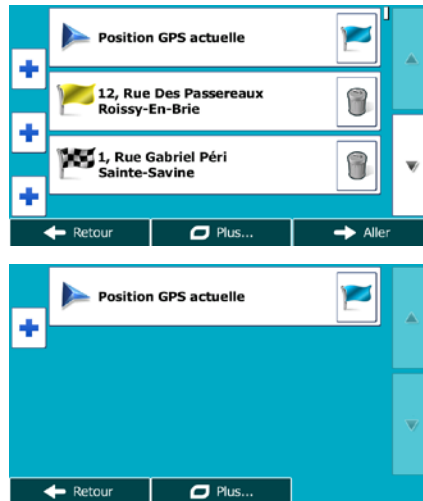 Position GPS actuelle
12, Rue Des Passereaux
Roissy-En-Brie
1, Rue Gabriel Péri
Sainte-Savine
Retour
Plus...
Aller
Position GPS actuelle
Retour
Plus...